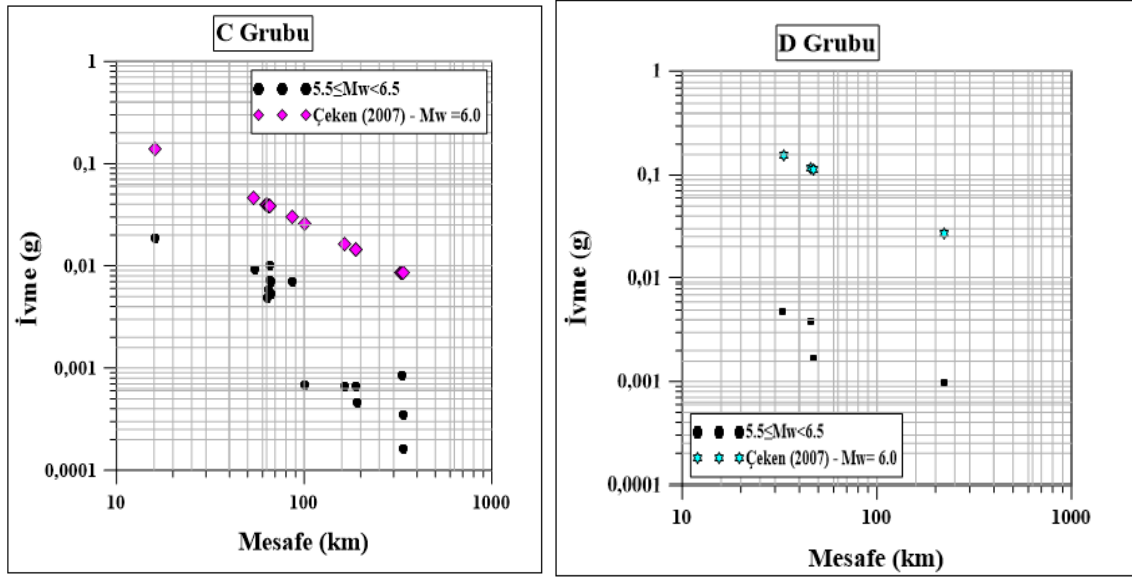 C Grubu
1
0,1
0,01
0,001
0,0001
İvme (g)
5.5≤Mw<6.5
Çeken (2007) - Mw =6.0
10
100
1000
Mesafe (km)
D Grubu
1
0,1
0,01
0,001
0,0001
İvme (g)
5.5≤Mw<6.5
Çeken (2007) - Mw= 6.0
10
100
1000
Mesafe (km)